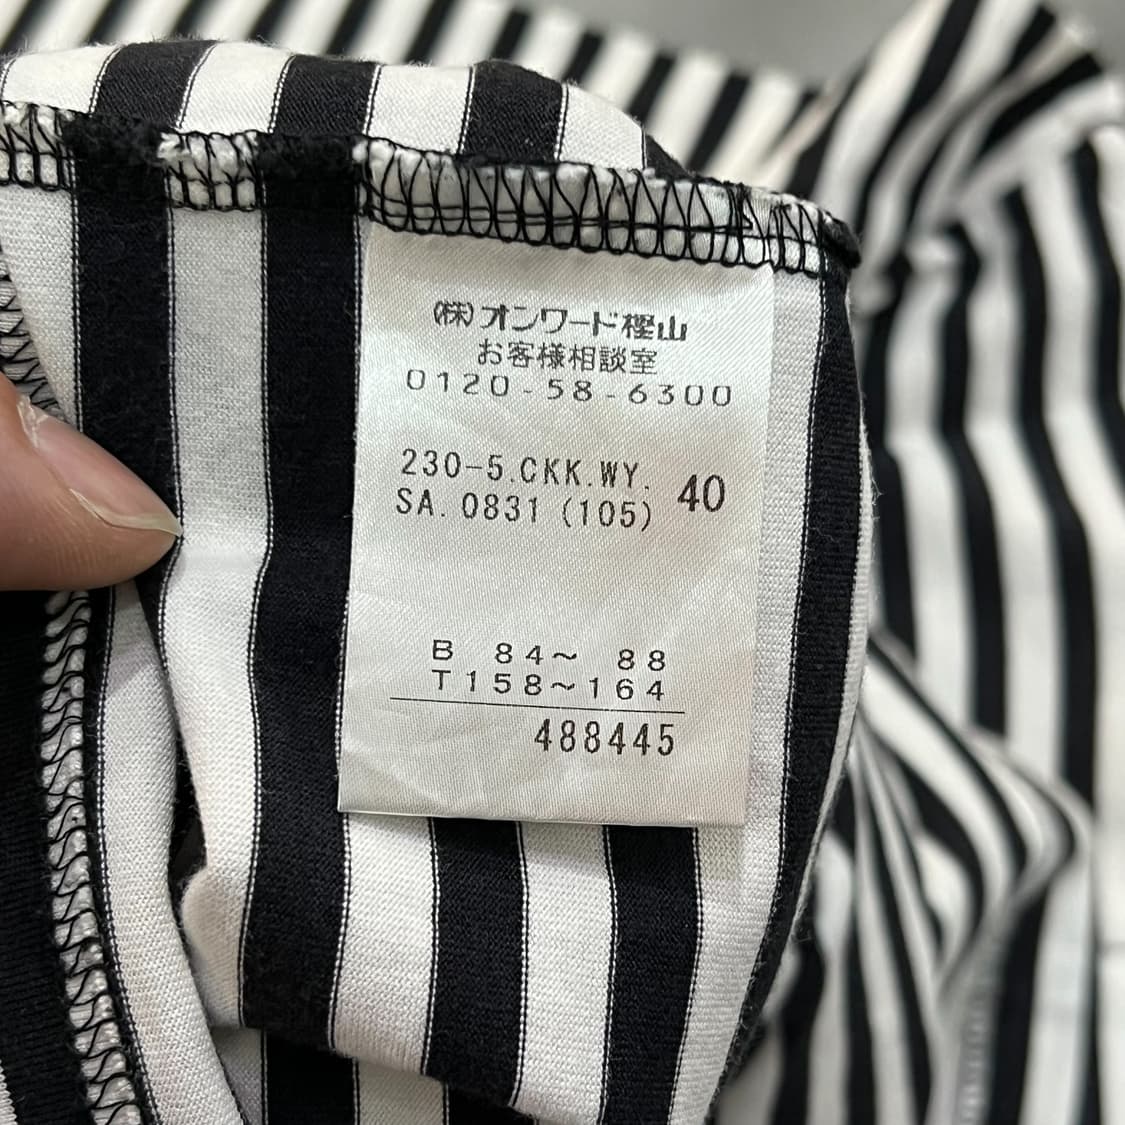 ㈱オンワード樫山
お客様相談室
0120-58-6300
230-5.CKK.WY. 40
SA.0831 (105)
B 84～ 88
T158～164
488445